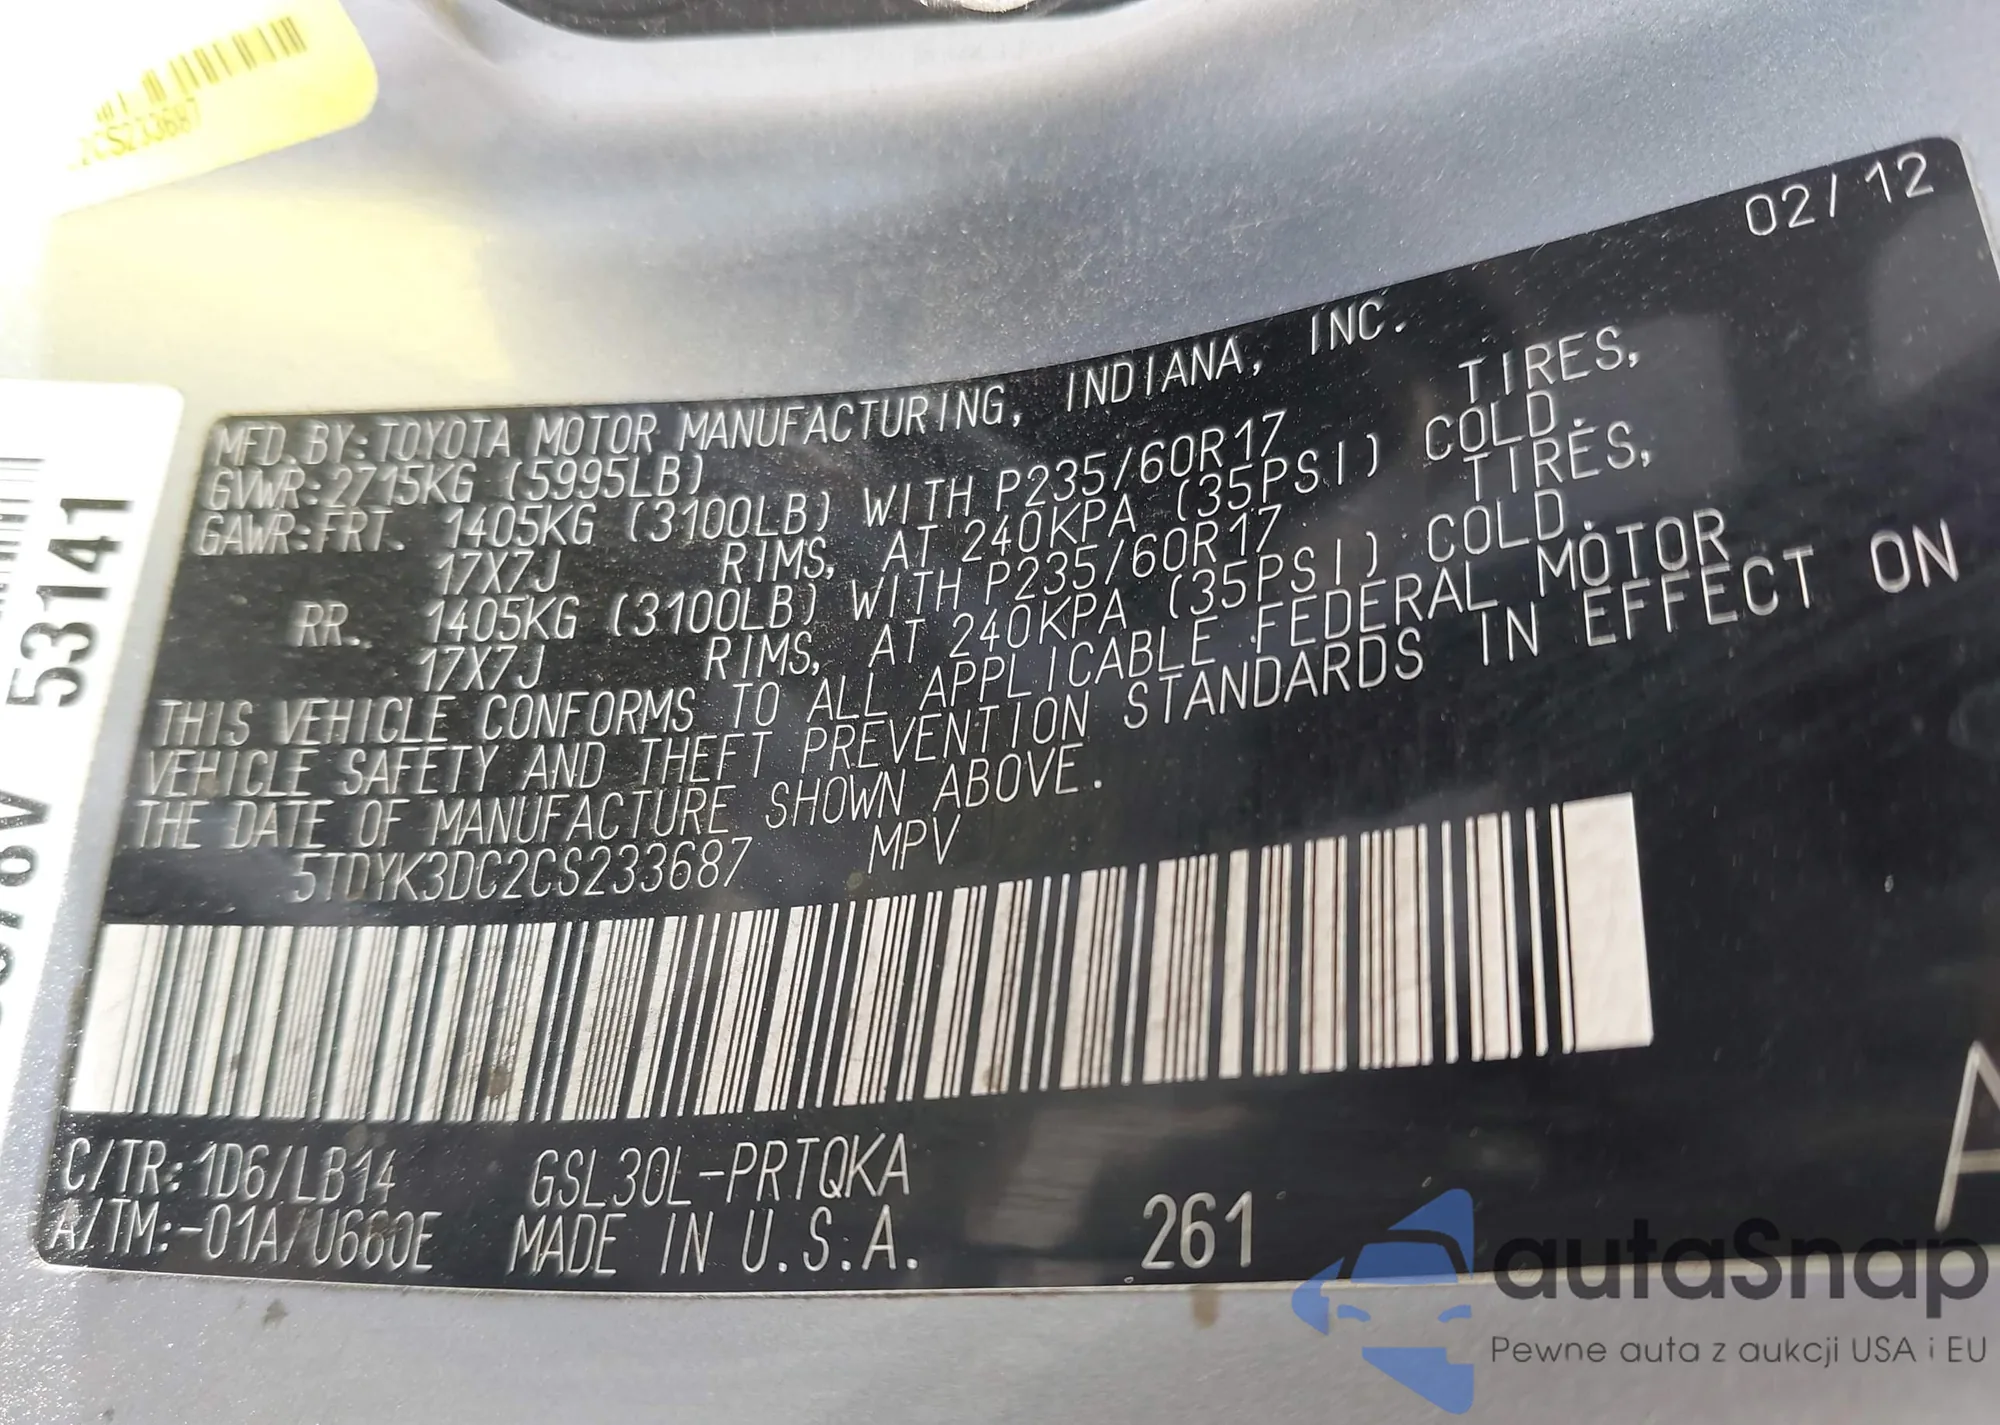 2CS233687
53141
02/12
MFD.BY:TOYOTA MOTOR MANUFACTURING, INDIANA, INC.
GVWR:2715KG (5995LB)
GAWR:FRT. 1405KG (3100LB) WITH P235/60R17 TIRES,
17X7J RIMS, AT 240KPA (35PSI) COLD.
RR. 1405KG (3100LB) WITH P235/60R17 TIRES,
17X7J RIMS, AT 240KPA (35PSI) COLD.
THIS VEHICLE CONFORMS TO ALL APPLICABLE FEDERAL MOTOR
VEHICLE SAFETY AND THEFT PREVENTION STANDARDS IN EFFECT ON
THE DATE OF MANUFACTURE SHOWN ABOVE.
5TDYK3DC2CS233687 MPV
C/TR:1D6/LB14 GSL30L-PRTQKA
A/TM:-01A/U660E MADE IN U.S.A. 261
A
autaSnap
Pewne auta z aukcji USA i EU